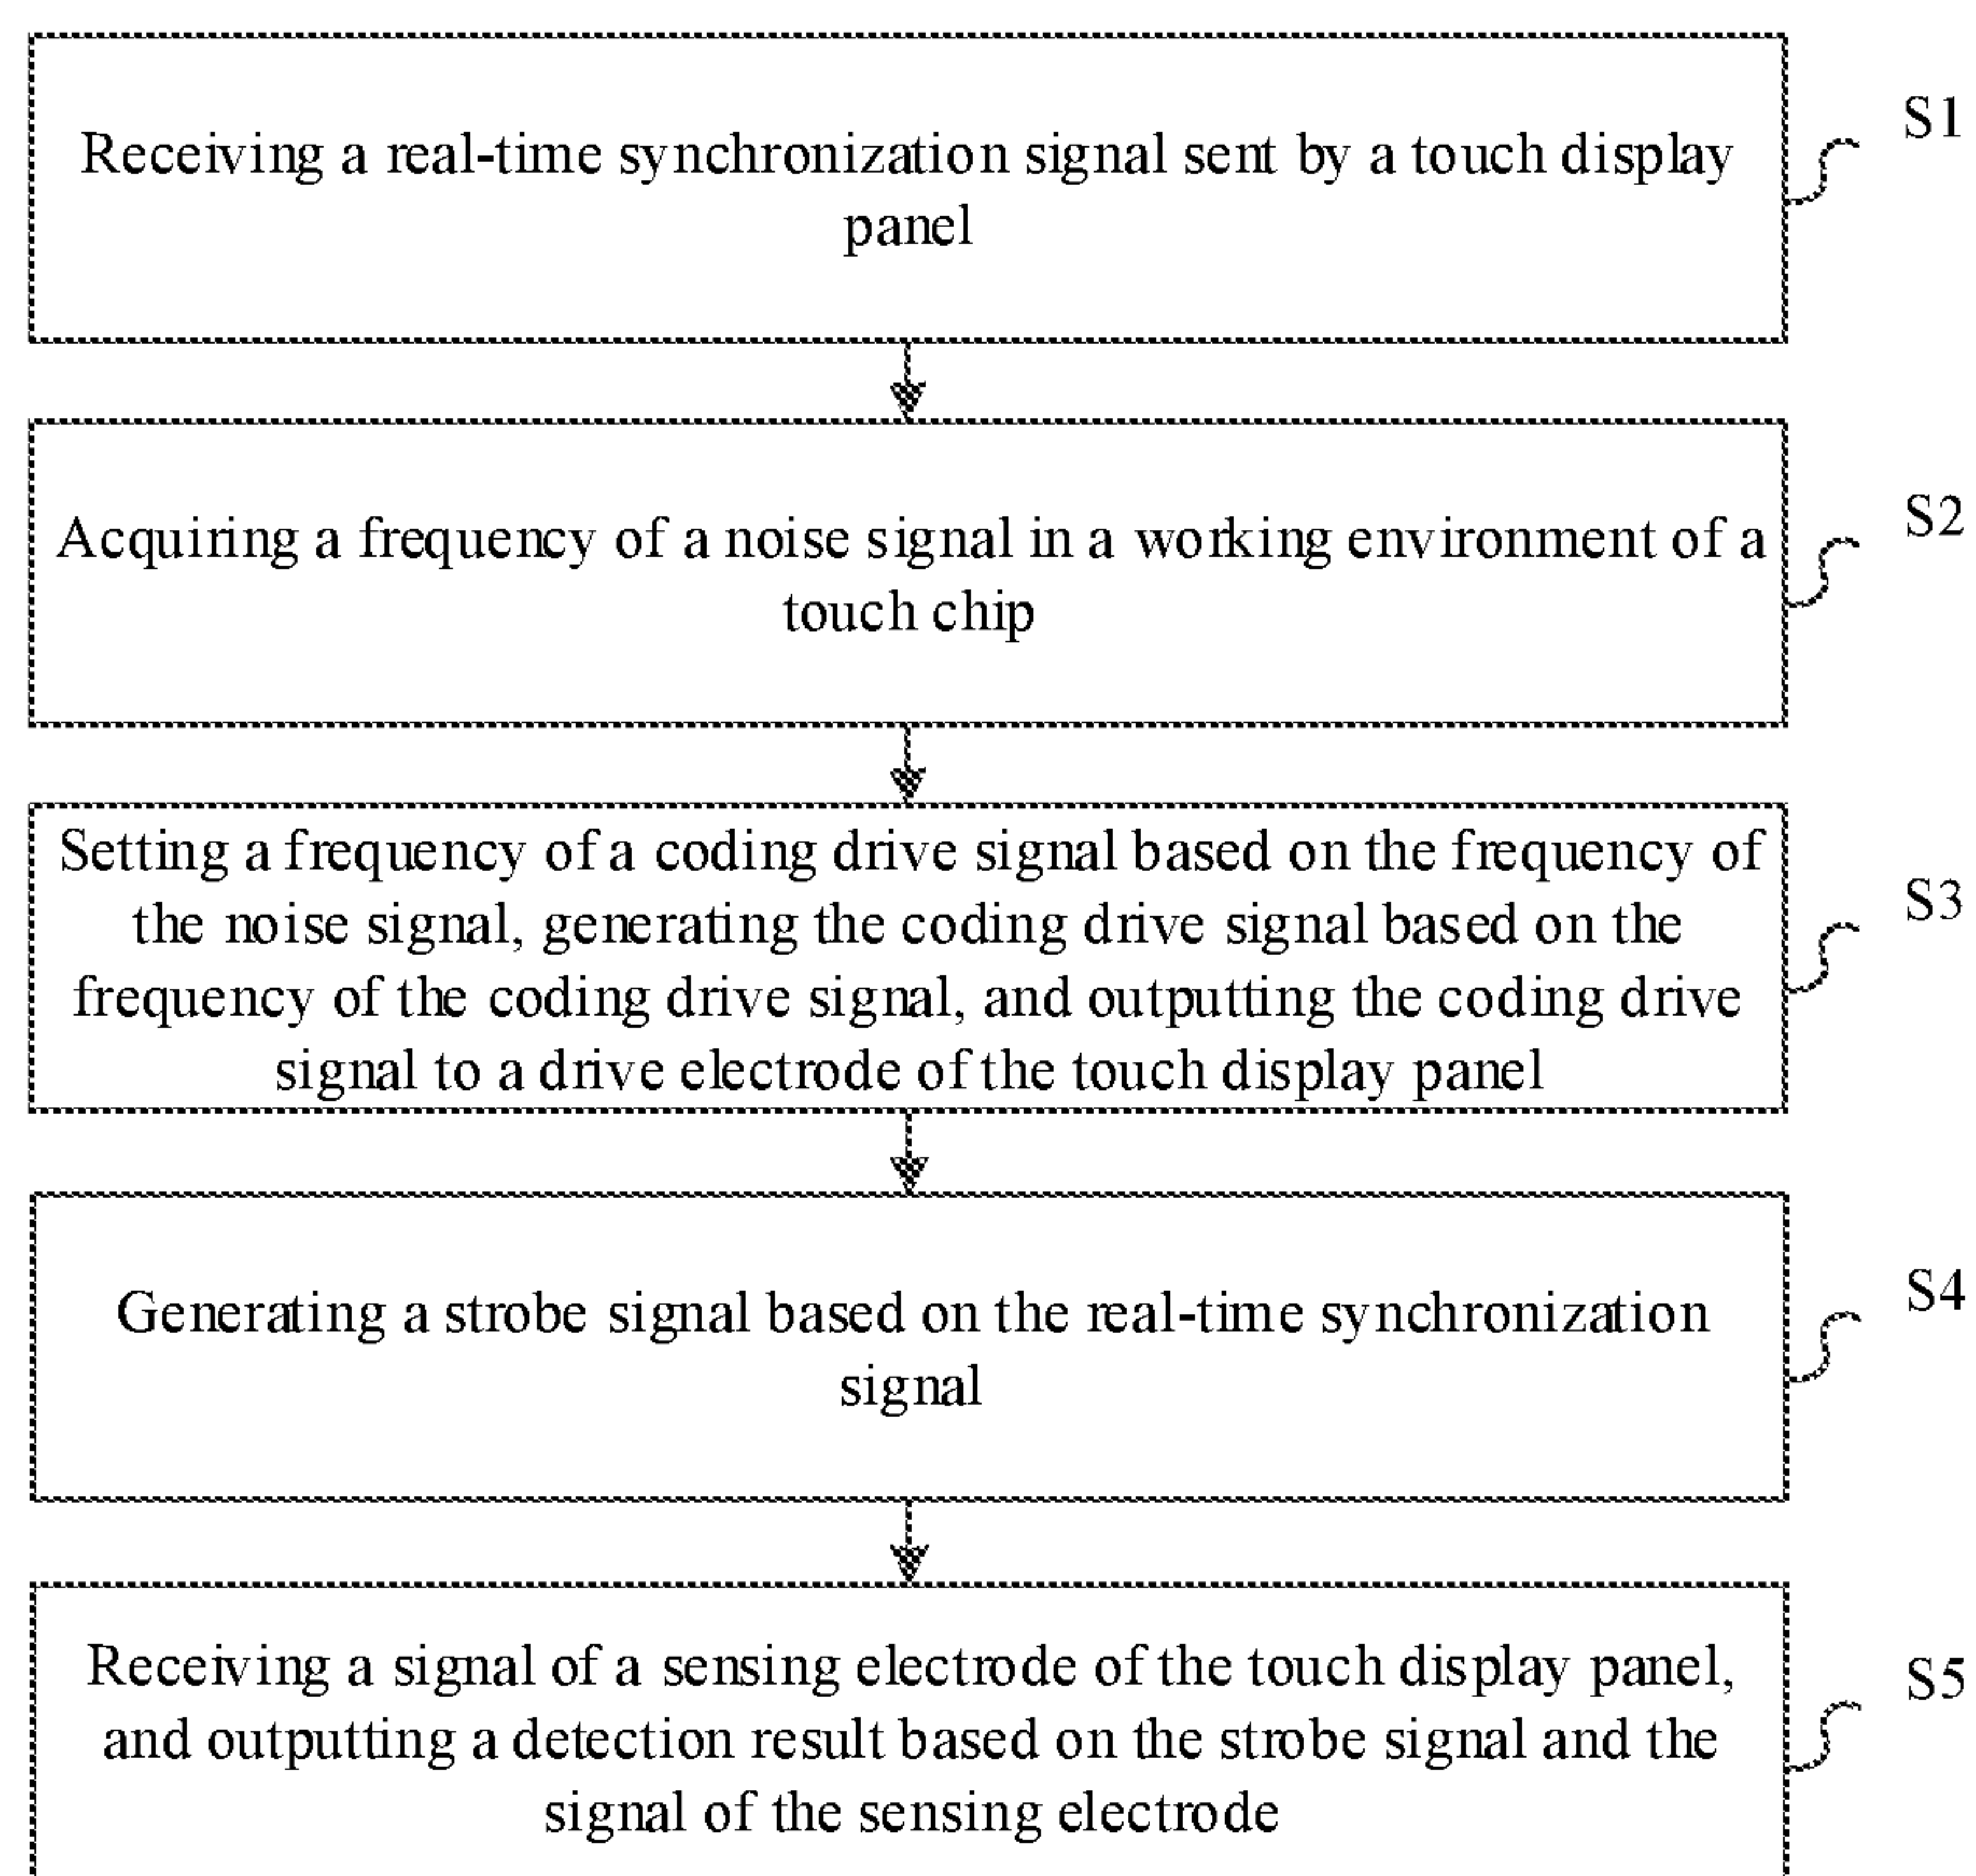 Receiving a real-time synchronization signal sent by a touch display
panel
S1
Acquiring a frequency of a noise signal in a working environment of a
touch chip
S2
Setting a frequency of a coding drive signal based on the frequency of
the noise signal, generating the coding drive signal based on the
frequency of the coding drive signal, and outputting the coding drive
signal to a drive electrode of the touch display panel
S3
Generating a strobe signal based on the real-time synchronization
signal
S4
Receiving a signal of a sensing electrode of the touch display panel,
and outputting a detection result based on the strobe signal and the
signal of the sensing electrode
S5